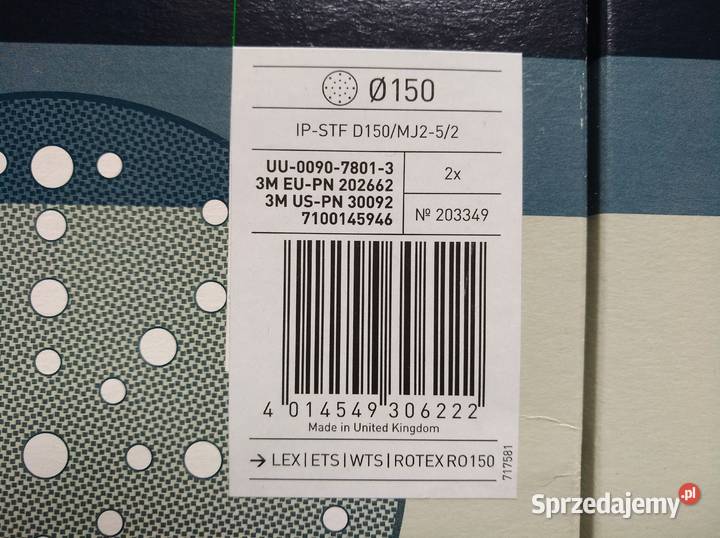 Ø150
IP-STF D150/MJ2-5/2
UU-0090-7801-3
3M EU-PN 202662
3M US-PN 30092
7100145946
2x
Nº 203349
4 014549 306222
Made in United Kingdom
→ LEX|ETS|WTS|ROTEX RO150
717581
Sprzedajemy.pl